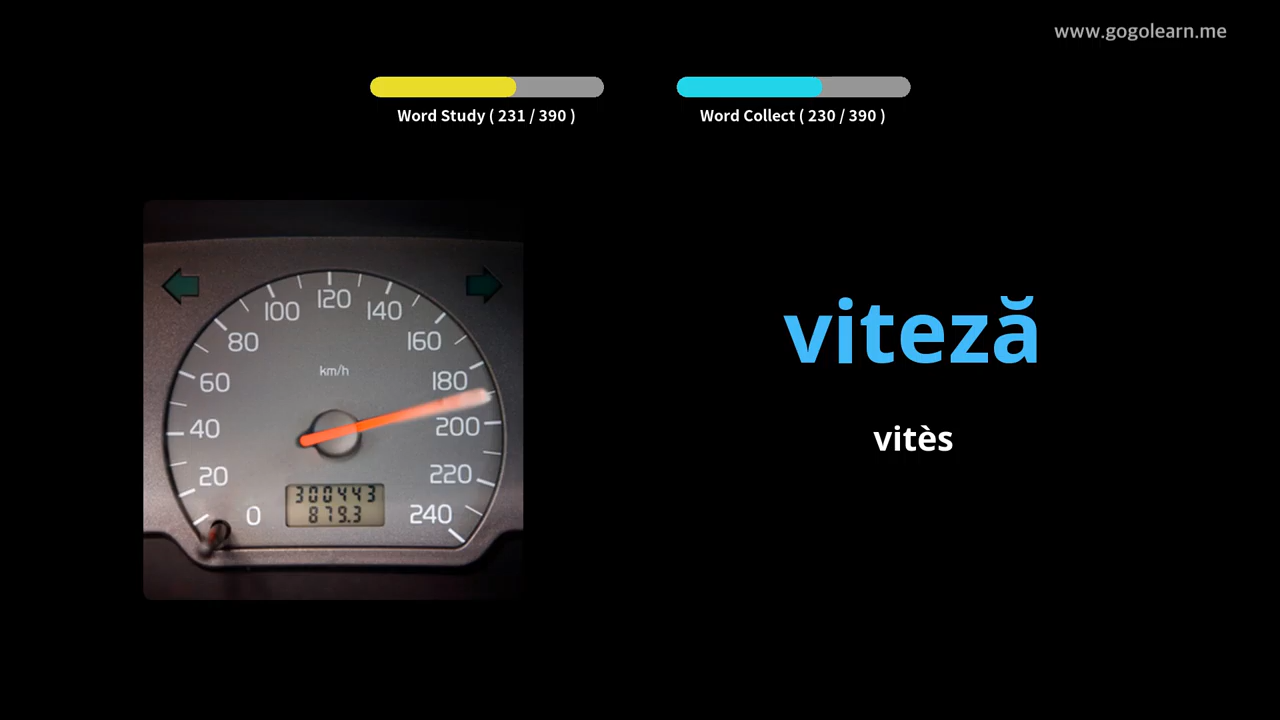 www.gogolearn.me
Word Study ( 231 / 390 )
Word Collect ( 230 / 390 )
120
100
140
80
160
km/h
60
180
40
200
20
220
300443
0
240
879.3
viteză
vitès